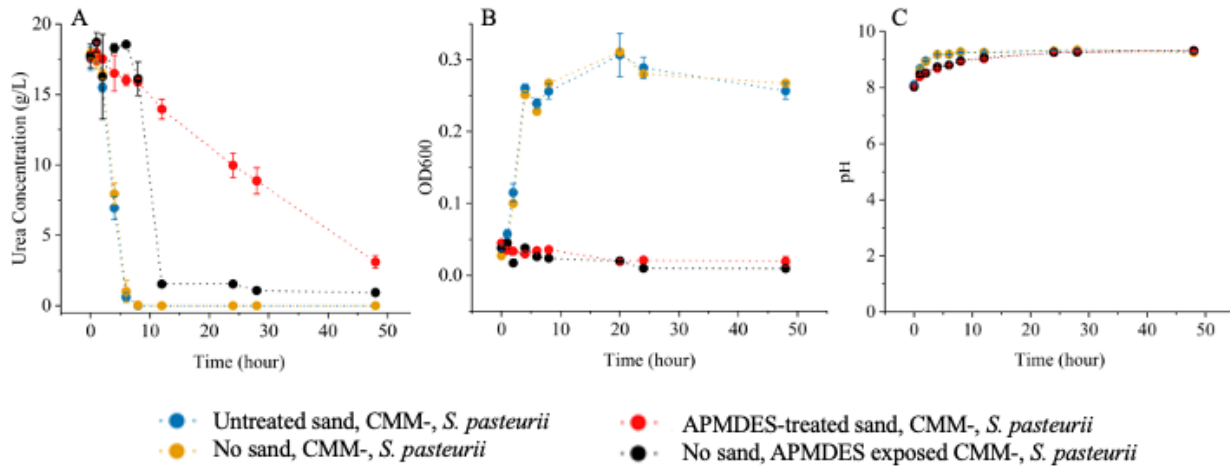 A
Urea Concentration (g/L)
20
15
10
5
0
0 10 20 30 40 50
Time (hour)
B
OD600
0.3
0.2
0.1
0.0
0 10 20 30 40 50
Time (hour)
C
pH
10
8
6
4
2
0
0 10 20 30 40 50
Time (hour)
Untreated sand, CMM-, S. pasteurii
No sand, CMM-, S. pasteurii
APMDES-treated sand, CMM-, S. pasteurii
No sand, APMDES exposed CMM-, S. pasteurii